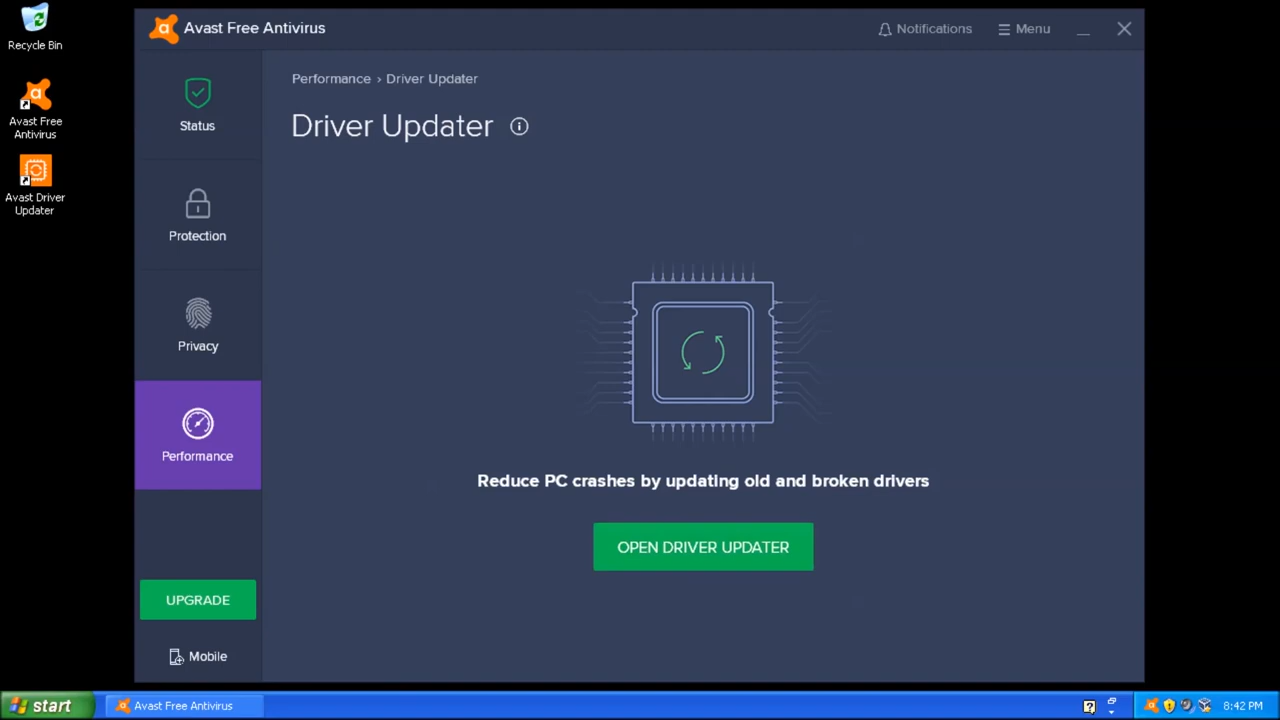 Recycle Bin
Avast Free
Antivirus
Avast Driver
Updater
Avast Free Antivirus
Notifications
Menu
Status
Protection
Privacy
Performance
UPGRADE
Mobile
Performance › Driver Updater
Driver Updater
Reduce PC crashes by updating old and broken drivers
OPEN DRIVER UPDATER
start
Avast Free Antivirus
8:42 PM